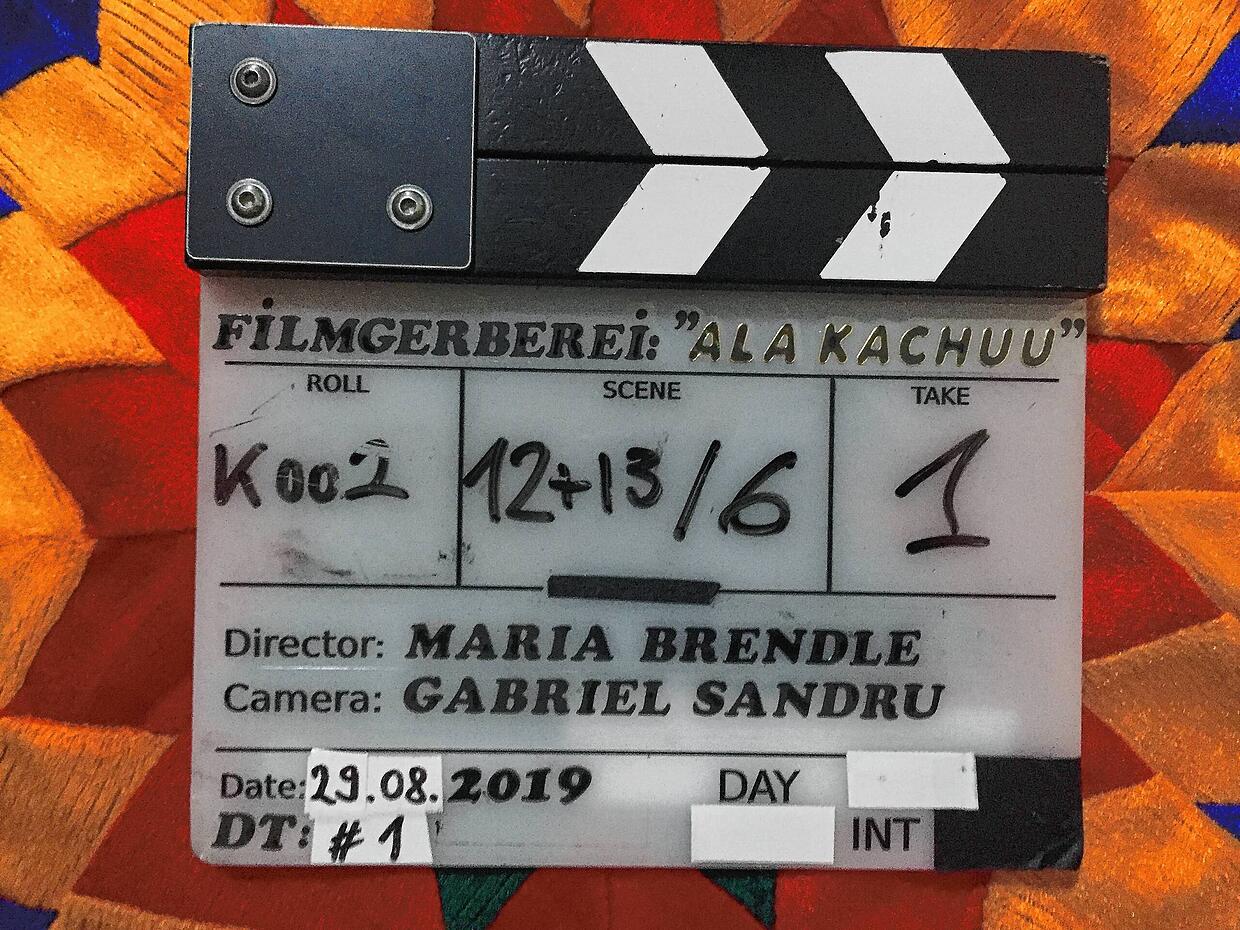 FİLMGERBEREİ: "ALA KACHUU"
ROLL SCENE TAKE
K002 12+13/6 1
Director: MARIA BRENDLE
Camera: GABRIEL SANDRU
Date: 29.08.2019 DAY
DT: #1 INT